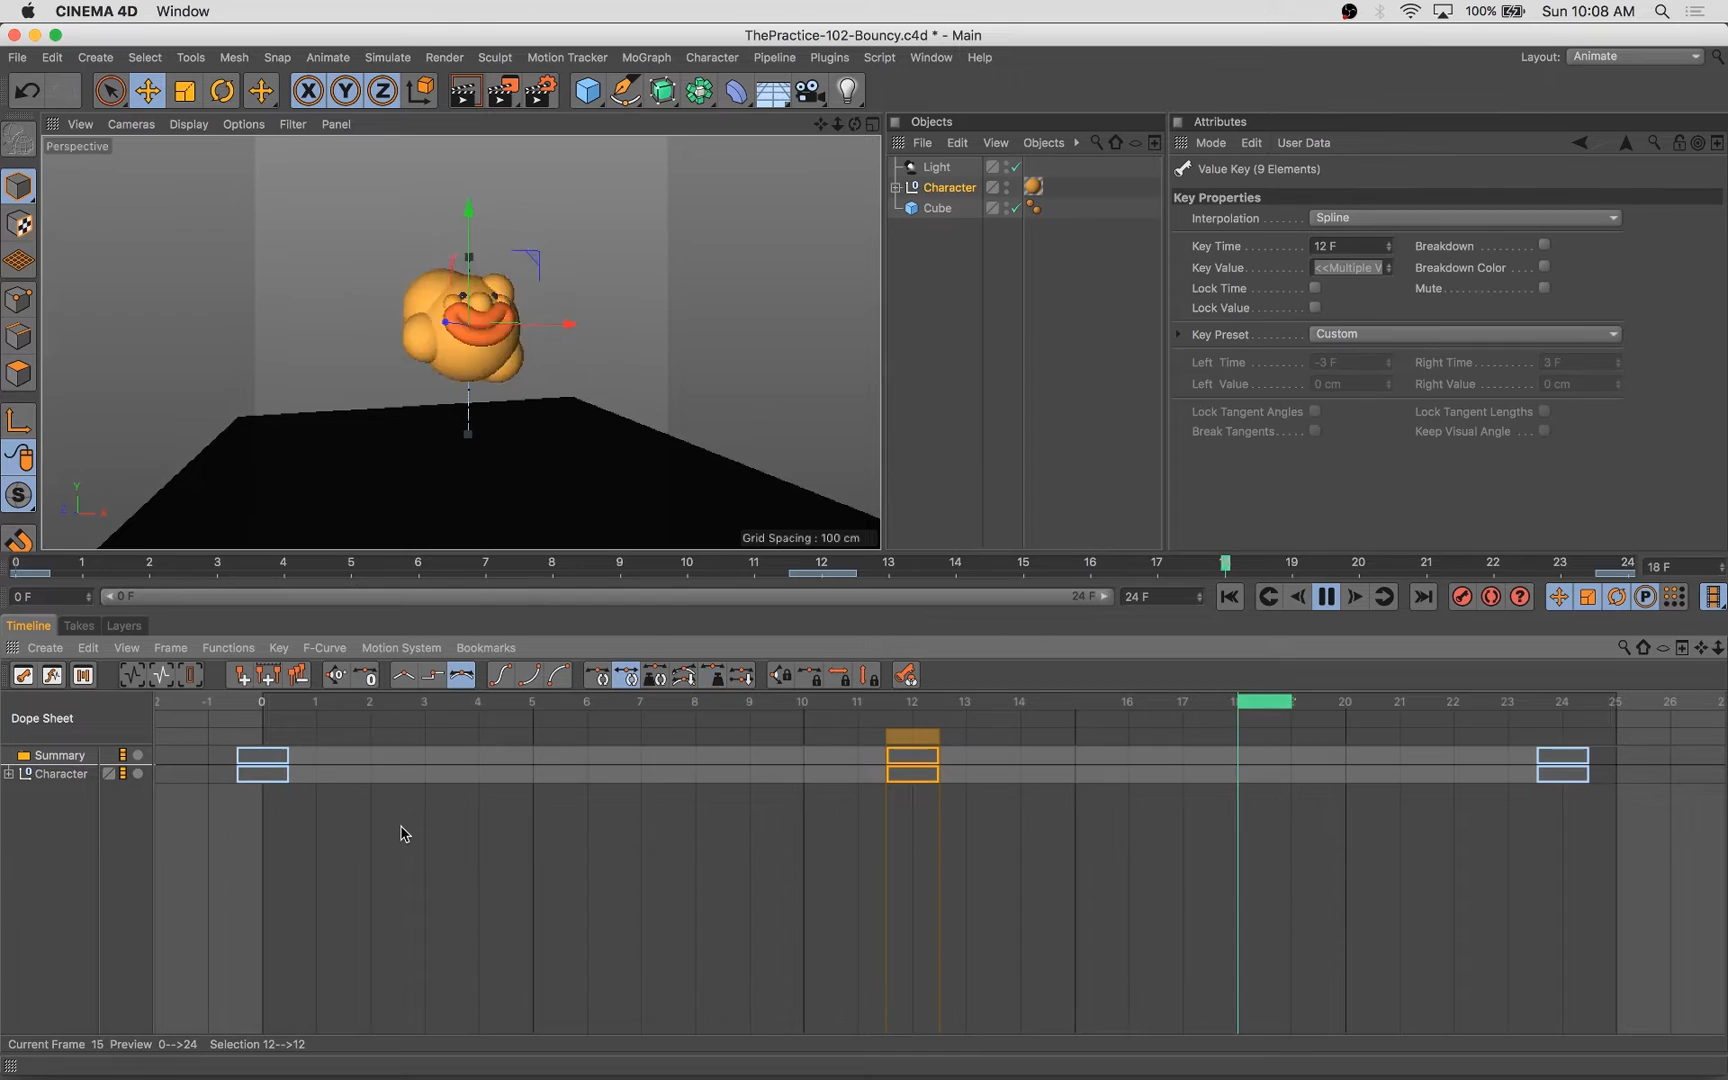 CINEMA 4D Window 100% Sun 10:08 AM
ThePractice-102-Bouncy.c4d * - Main
File Edit Create Select Tools Mesh Snap Animate Simulate Render Sculpt Motion Tracker MoGraph Character Pipeline Plugins Script Window Help Layout: Animate
X Y Z
View Cameras Display Options Filter Panel
Perspective
Grid Spacing : 100 cm
Y
X
Z
Objects
File Edit View Objects
Light
Character
Cube
Attributes
Mode Edit User Data
Value Key (9 Elements)
Key Properties
Interpolation Spline
Key Time 12 F Breakdown
Key Value <<Multiple V Breakdown Color
Lock Time Mute
Lock Value
Key Preset Custom
Left Time -3 F Right Time 3 F
Left Value 0 cm Right Value 0 cm
Lock Tangent Angles Lock Tangent Lengths
Break Tangents Keep Visual Angle
0 1 2 3 4 5 6 7 8 9 10 11 12 13 14 15 16 17 19 20 21 22 23 24 18 F
0 F 0 F 24 F 24 F
Timeline Takes Layers
Create Edit View Frame Functions Key F-Curve Motion System Bookmarks
2 -1 0 1 2 3 4 5 6 7 8 9 10 11 12 13 14 16 17 20 21 22 23 24 25 26 2
Dope Sheet
Summary
Character
Current Frame 15 Preview 0-->24 Selection 12-->12